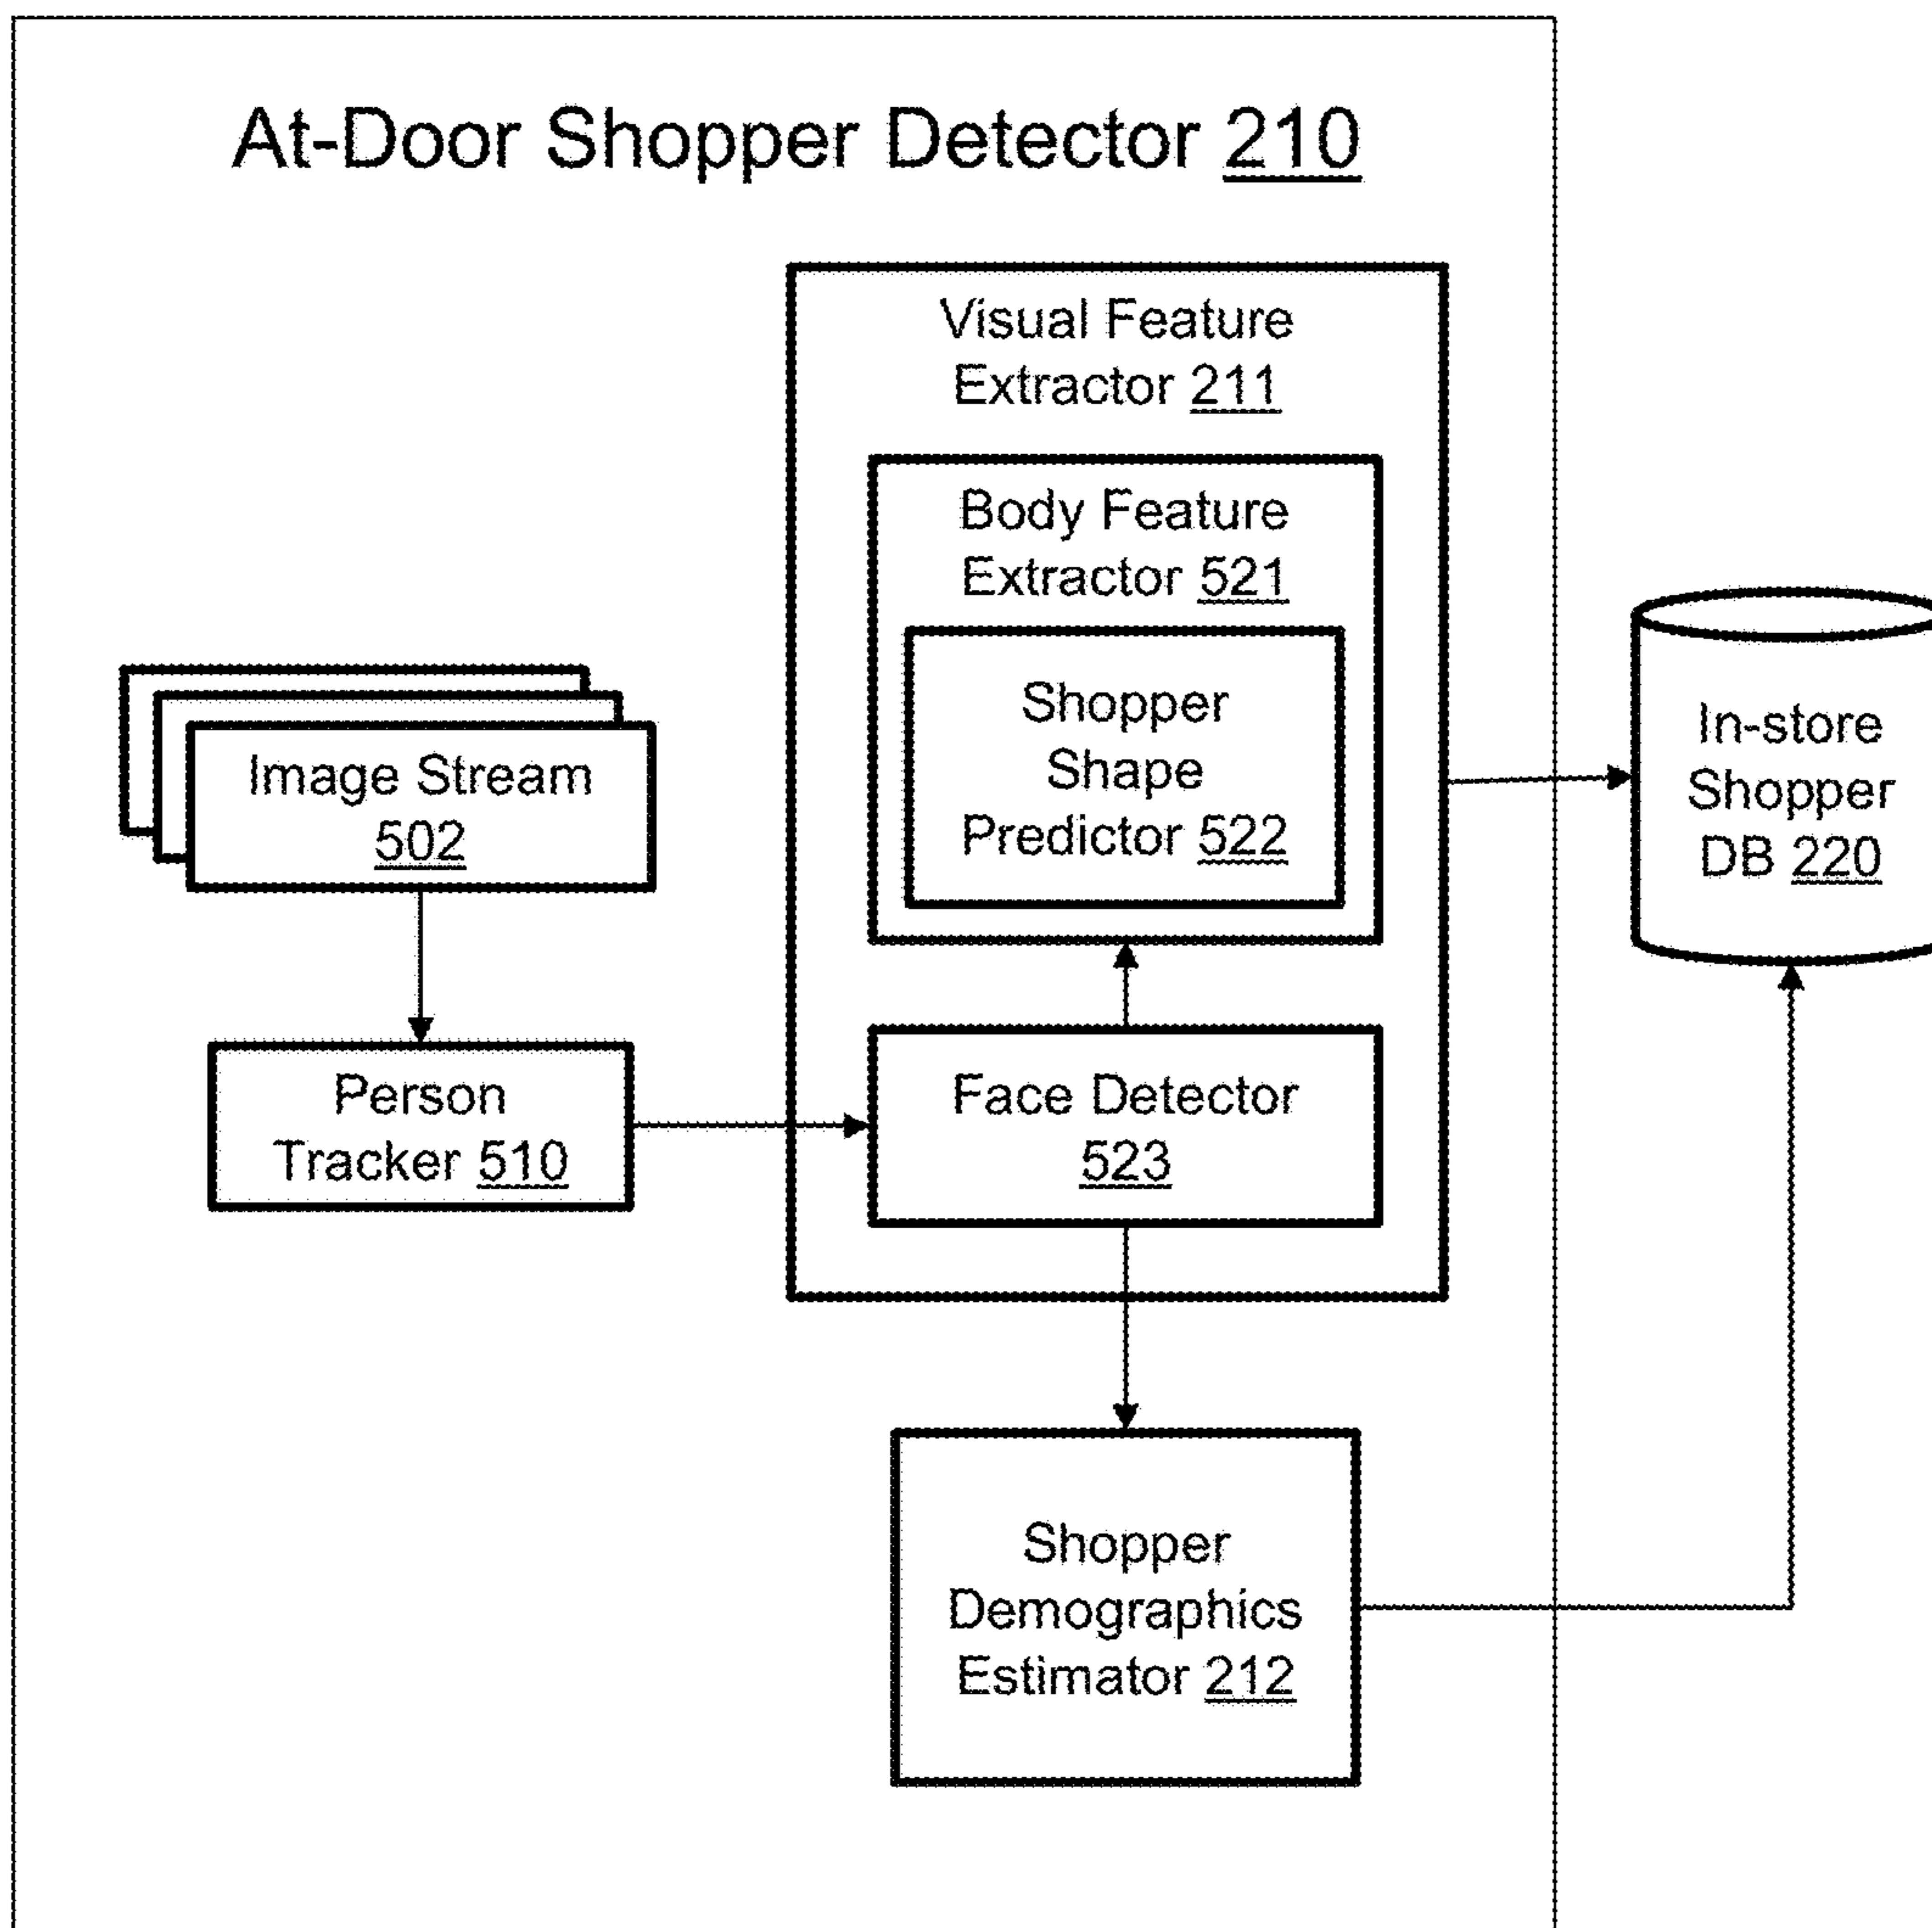 At-Door Shopper Detector 210
Visual Feature
Extractor 211
Body Feature
Extractor 521
Shopper
Shape
Predictor 522
Image Stream
502
In-store
Shopper
DB 220
Person
Tracker 510
Face Detector
523
Shopper
Demographics
Estimator 212